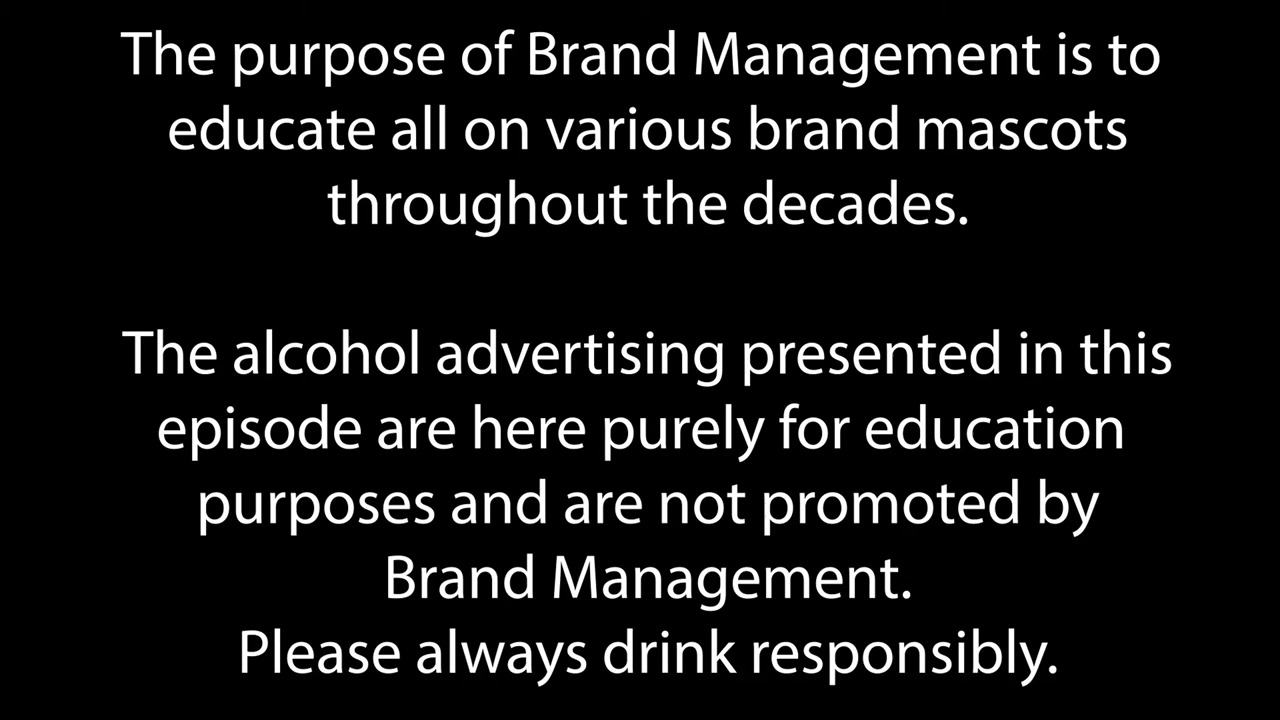 The purpose of Brand Management is to
educate all on various brand mascots
throughout the decades.
The alcohol advertising presented in this
episode are here purely for education
purposes and are not promoted by
Brand Management.
Please always drink responsibly.